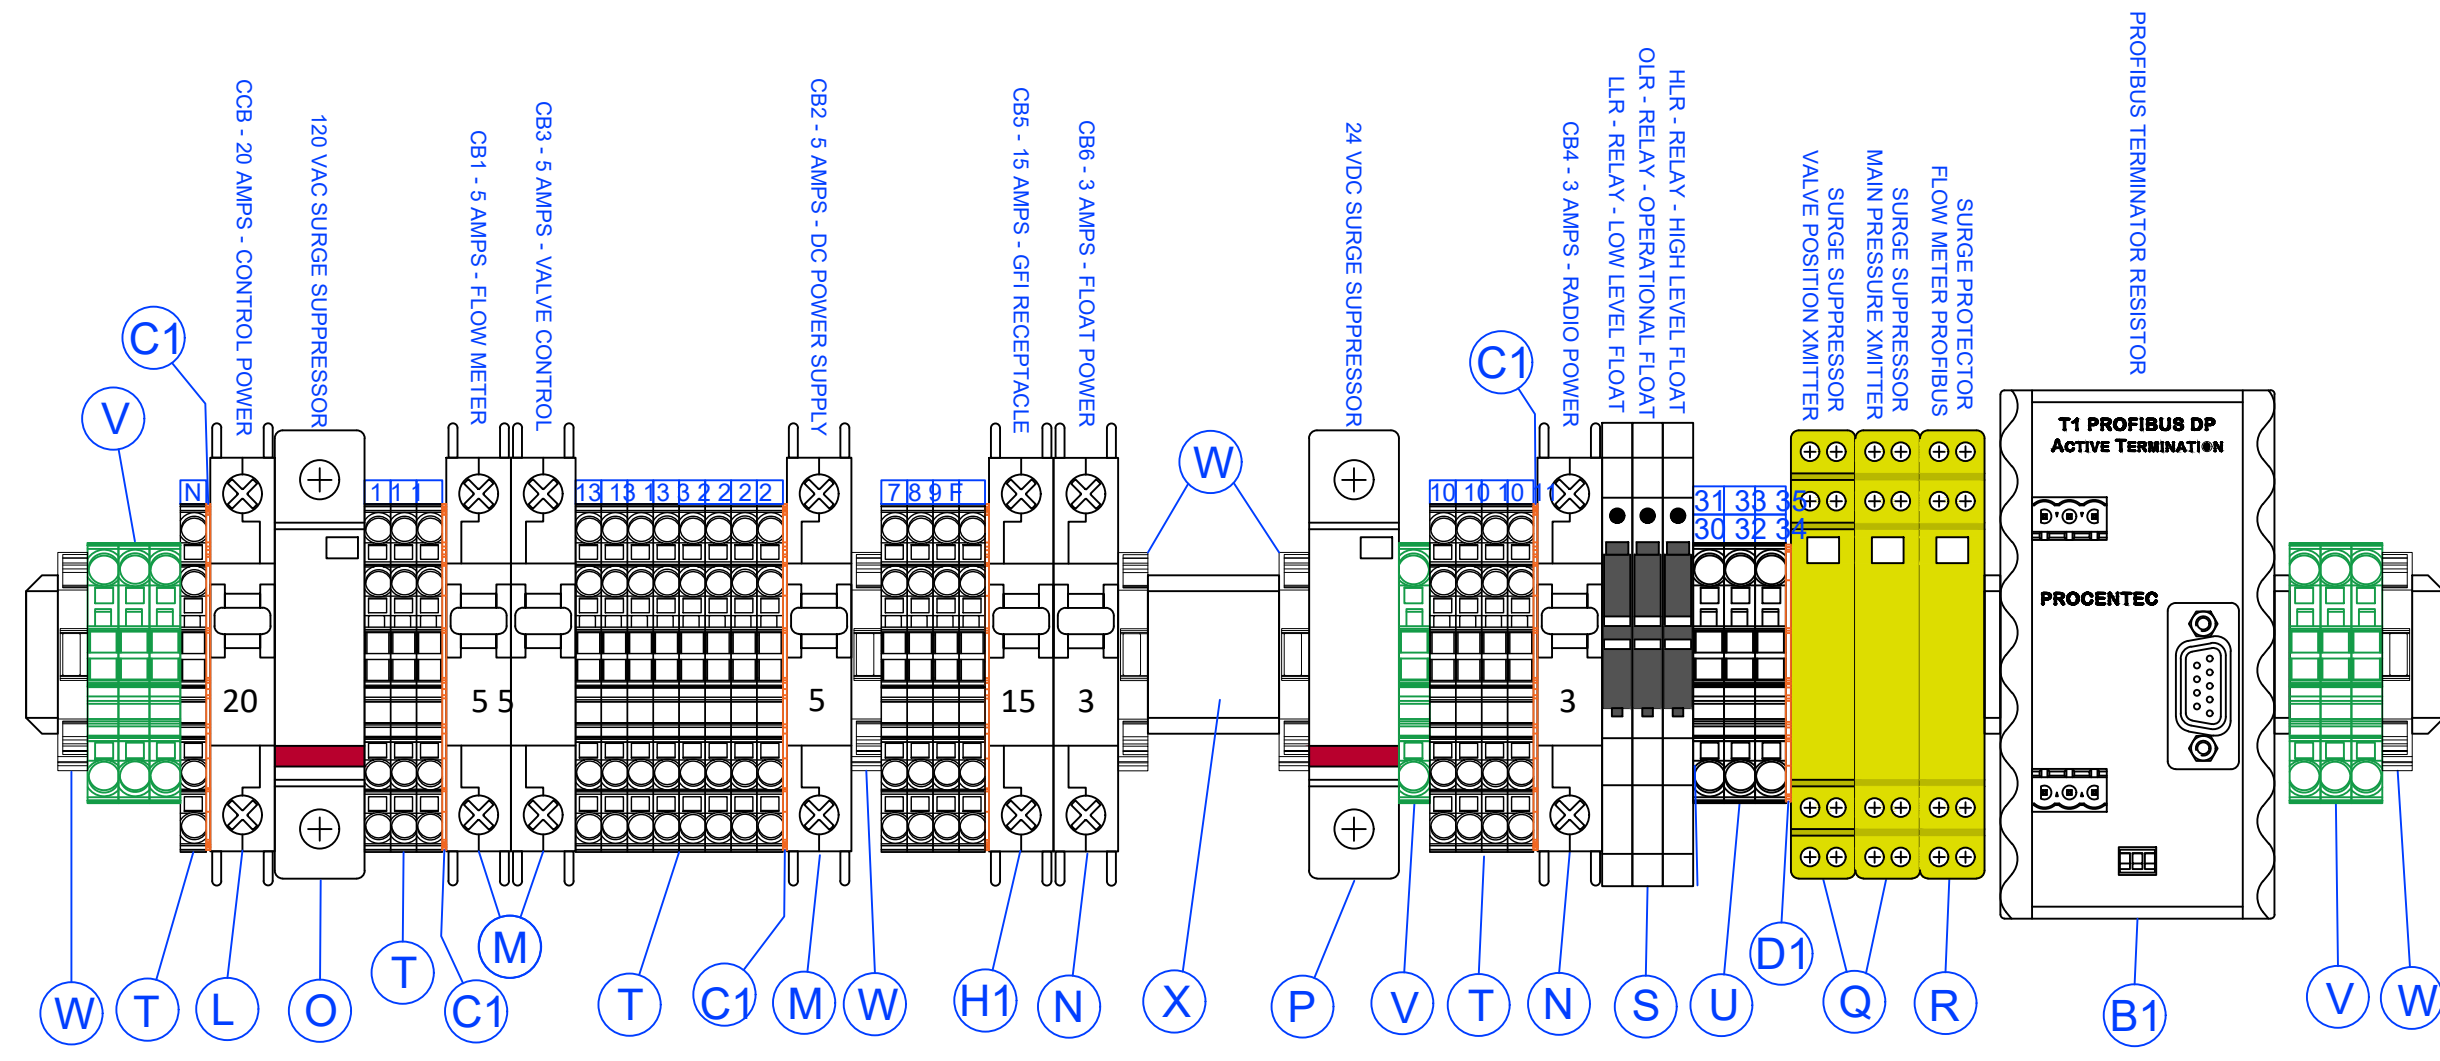 CCB - 20 AMPS - CONTROL POWER
120 VAC SURGE SUPPRESSOR
CB1 - 5 AMPS - FLOW METER
CB3 - 5 AMPS - VALVE CONTROL
CB2 - 5 AMPS - DC POWER SUPPLY
CB5 - 15 AMPS - GFI RECEPTACLE
CB6 - 3 AMPS - FLOAT POWER
24 VDC SURGE SUPPRESSOR
CB4 - 3 AMPS - RADIO POWER
LLR - RELAY - LOW LEVEL FLOAT
OLR - RELAY - OPERATIONAL FLOAT
HLR - RELAY - HIGH LEVEL FLOAT
SURGE SUPPRESSOR
VALVE POSITION XMITTER
SURGE SUPPRESSOR
MAIN PRESSURE XMITTER
SURGE PROTECTOR
FLOW METER PROFIBUS
PROFIBUS TERMINATOR RESISTOR
C1
V
W
C1
N
1 1 1
13 13 13 3 2 2 2 2
7 8 9 F
10 10 10 11
31 33 35
30 32 34
T1 PROFIBUS DP
ACTIVE TERMINATION
PROCENTEC
20
5 5
5
15
3
3
W
T
L
O
T
C1
M
T
C1
M
W
H1
N
X
P
V
T
N
S
U
D1
Q
R
B1
V
W